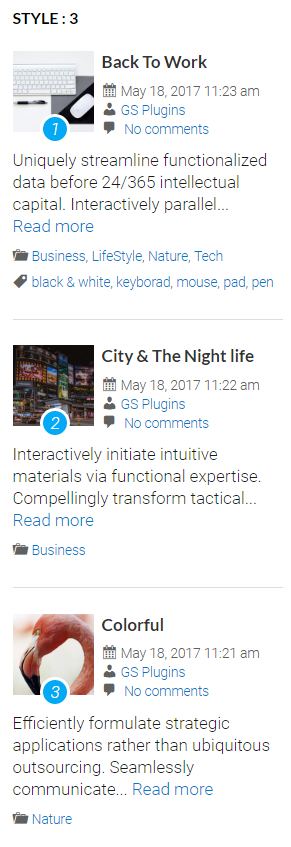 STYLE : 3
Back To Work
May 18, 2017 11:23 am
GS Plugins
No comments
1
Uniquely streamline functionalized
data before 24/365 intellectual
capital. Interactively parallel...
Read more
Business, LifeStyle, Nature, Tech
black & white, keyborad, mouse, pad, pen
City & The Night life
May 18, 2017 11:22 am
GS Plugins
No comments
2
Interactively initiate intuitive
materials via functional expertise.
Compellingly transform tactical...
Read more
Business
Colorful
May 18, 2017 11:21 am
GS Plugins
No comments
3
Efficiently formulate strategic
applications rather than ubiquitous
outsourcing. Seamlessly
communicate... Read more
Nature